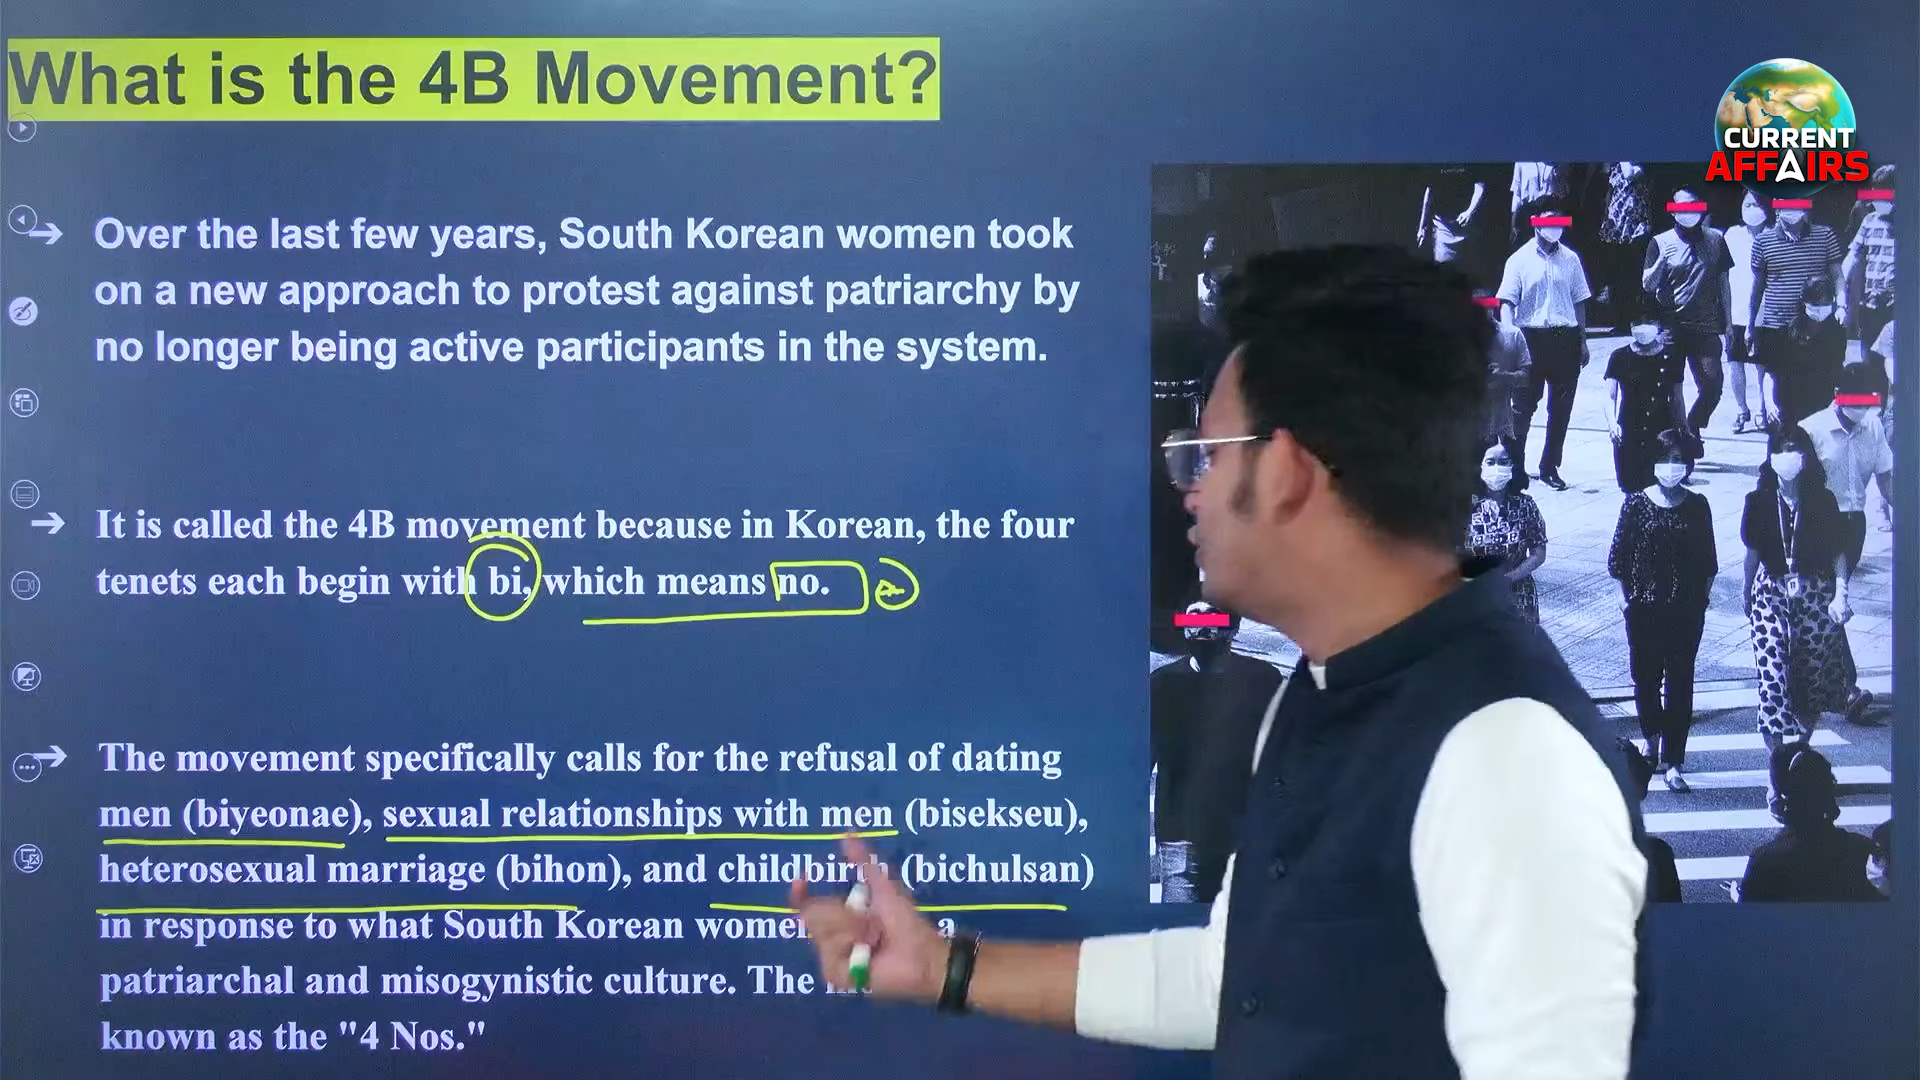 What is the 4B Movement?
CURRENT
AFFAIRS
Over the last few years, South Korean women took
on a new approach to protest against patriarchy by
no longer being active participants in the system.
It is called the 4B movement because in Korean, the four
tenets each begin with bi, which means no.
The movement specifically calls for the refusal of dating
men (biyeonae), sexual relationships with men (bisekseu),
heterosexual marriage (bihon), and childbirth (bichulsan)
in response to what South Korean women a
patriarchal and misogynistic culture. The
known as the "4 Nos."